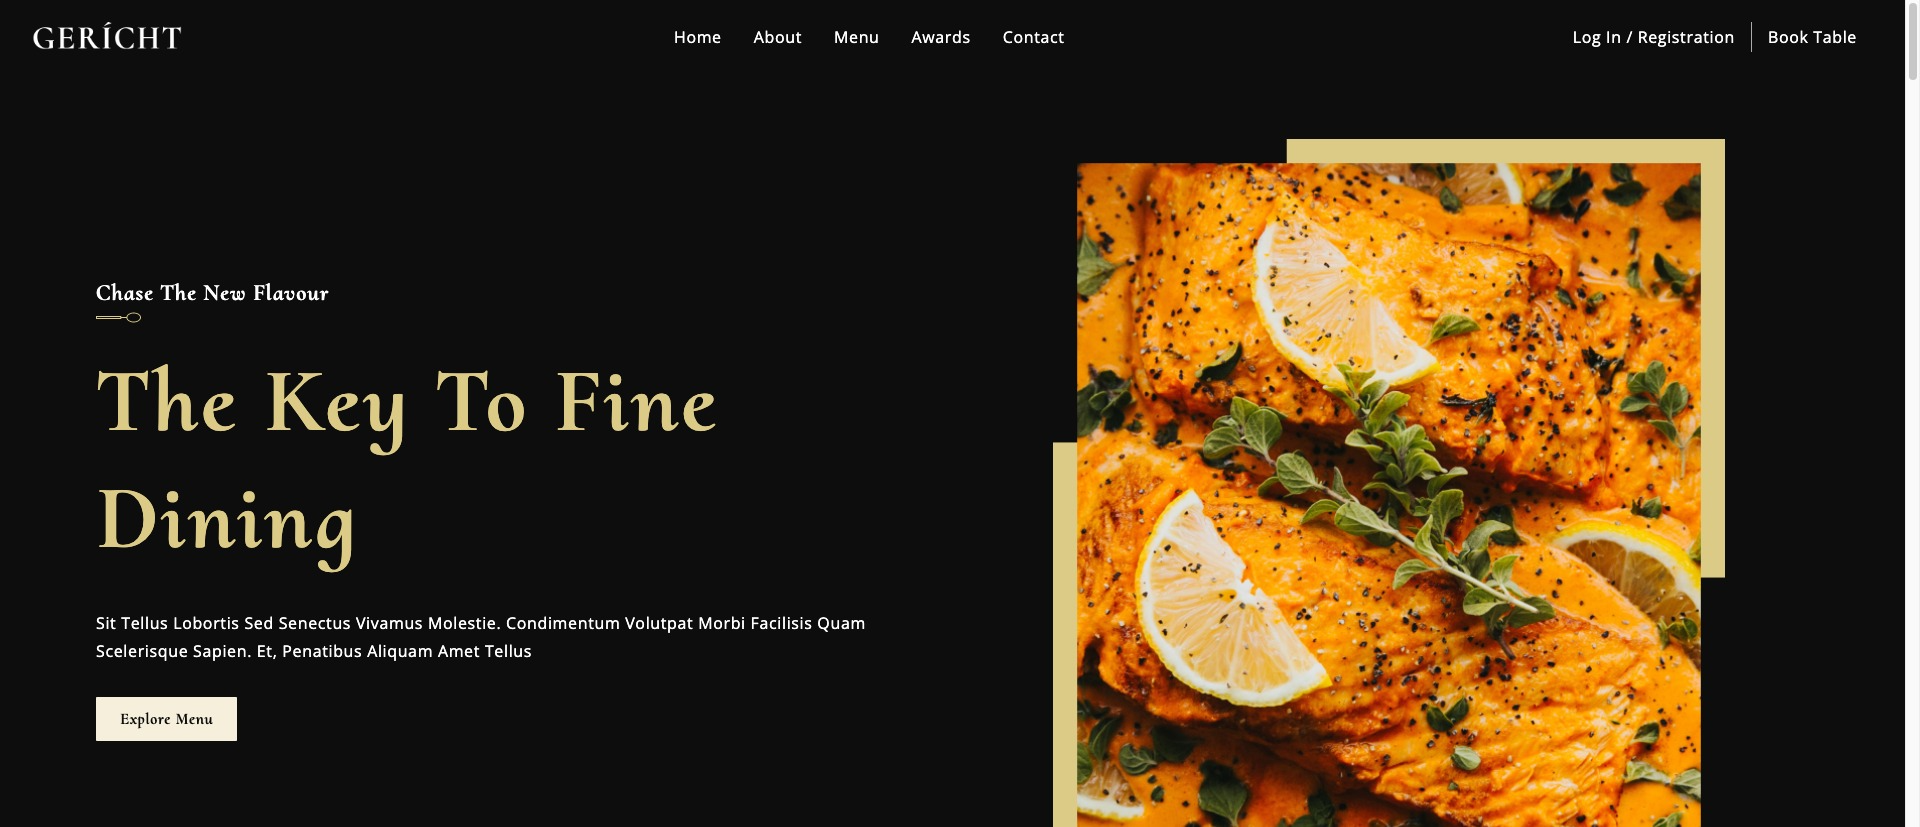 GERÍCHT
Home About Menu Awards Contact
Log In / Registration Book Table
Chase The New Flavour
The Key To Fine
Dining
Sit Tellus Lobortis Sed Senectus Vivamus Molestie. Condimentum Volutpat Morbi Facilisis Quam
Scelerisque Sapien. Et, Penatibus Aliquam Amet Tellus
Explore Menu